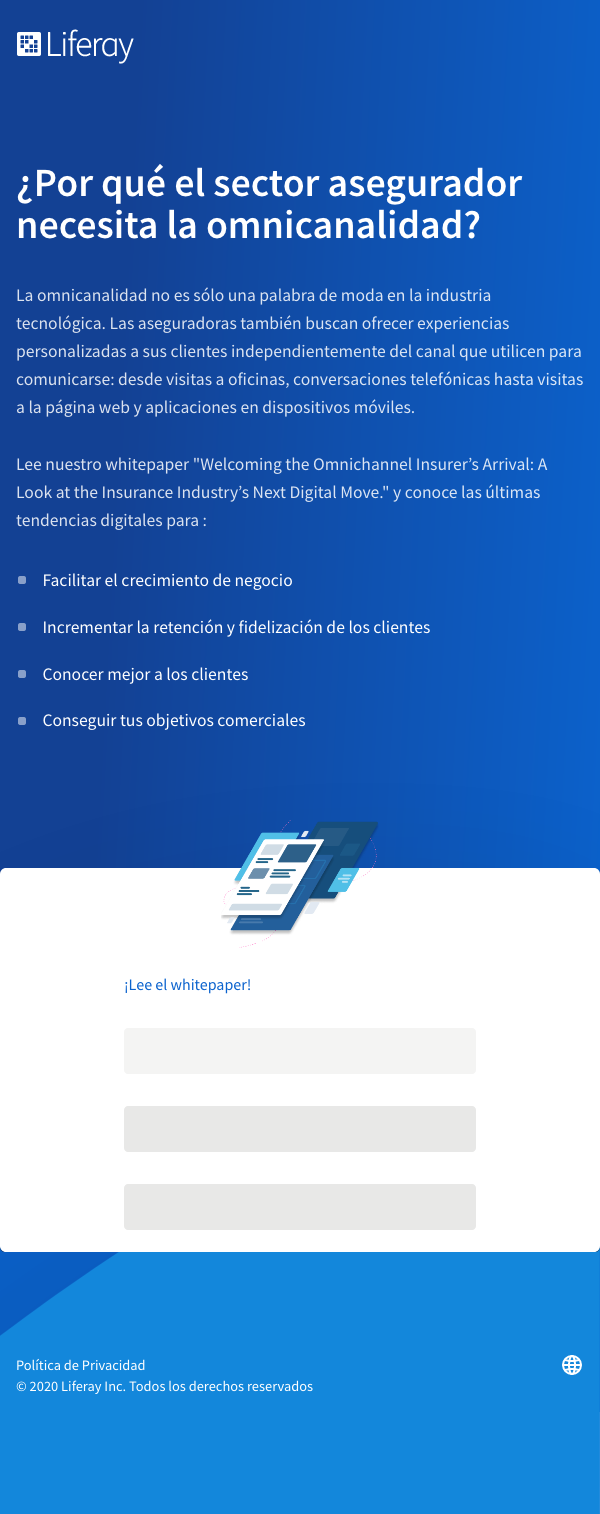 Liferay
¿Por qué el sector asegurador
necesita la omnicanalidad?
La omnicanalidad no es sólo una palabra de moda en la industria
tecnológica. Las aseguradoras también buscan ofrecer experiencias
personalizadas a sus clientes independientemente del canal que utilicen para
comunicarse: desde visitas a oficinas, conversaciones telefónicas hasta visitas
a la página web y aplicaciones en dispositivos móviles.
Lee nuestro whitepaper "Welcoming the Omnichannel Insurer’s Arrival: A
Look at the Insurance Industry’s Next Digital Move." y conoce las últimas
tendencias digitales para :
Facilitar el crecimiento de negocio
Incrementar la retención y fidelización de los clientes
Conocer mejor a los clientes
Conseguir tus objetivos comerciales
¡Lee el whitepaper!
Política de Privacidad
© 2020 Liferay Inc. Todos los derechos reservados